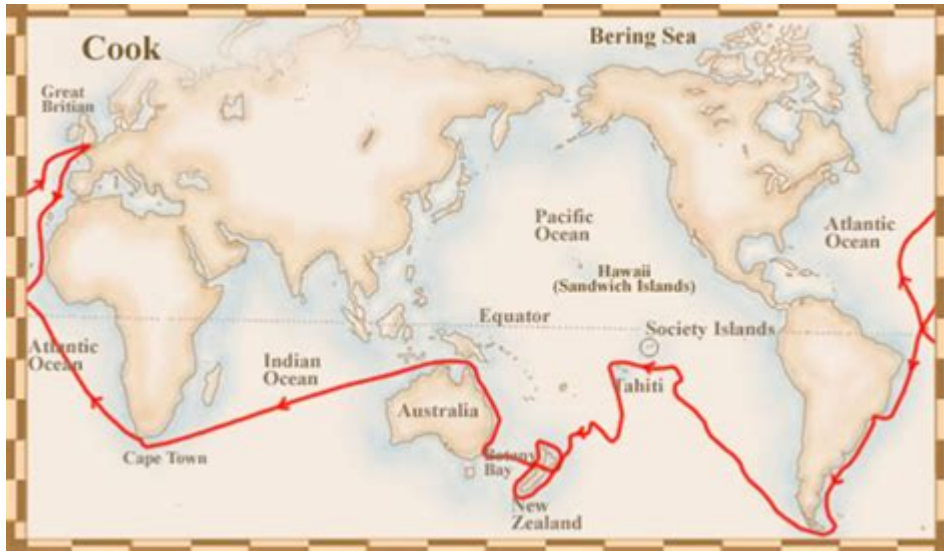 Cook
Bering Sea
Great
Britian
Pacific
Ocean
Atlantic
Ocean
Hawaii
(Sandwich Islands)
Equator
Society Islands
Atlantic
Ocean
Indian
Ocean
Tahiti
Australia
Cape Town
Botany
Bay
New
Zealand